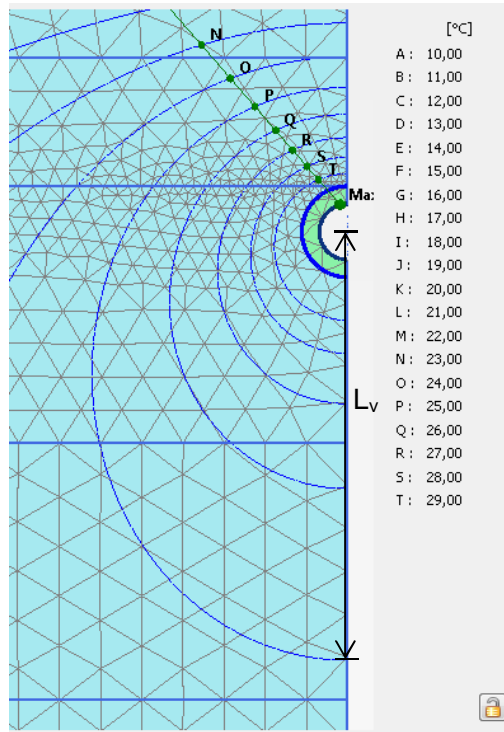 [°C]
A : 10,00
B : 11,00
C : 12,00
D : 13,00
E : 14,00
F : 15,00
G : 16,00
H : 17,00
I : 18,00
J : 19,00
K : 20,00
L : 21,00
M : 22,00
N : 23,00
O : 24,00
P : 25,00
Q : 26,00
R : 27,00
S : 28,00
T : 29,00
N
O
P
Q
R
S
T
Ma:
Lv